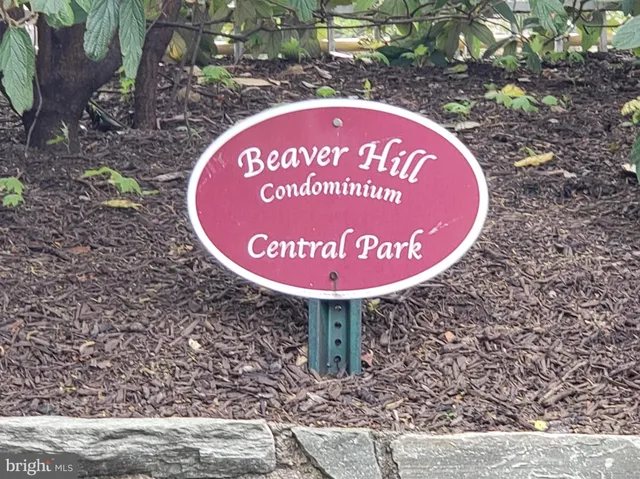 Beaver Hill
Condominium
Central Park
bright MLS